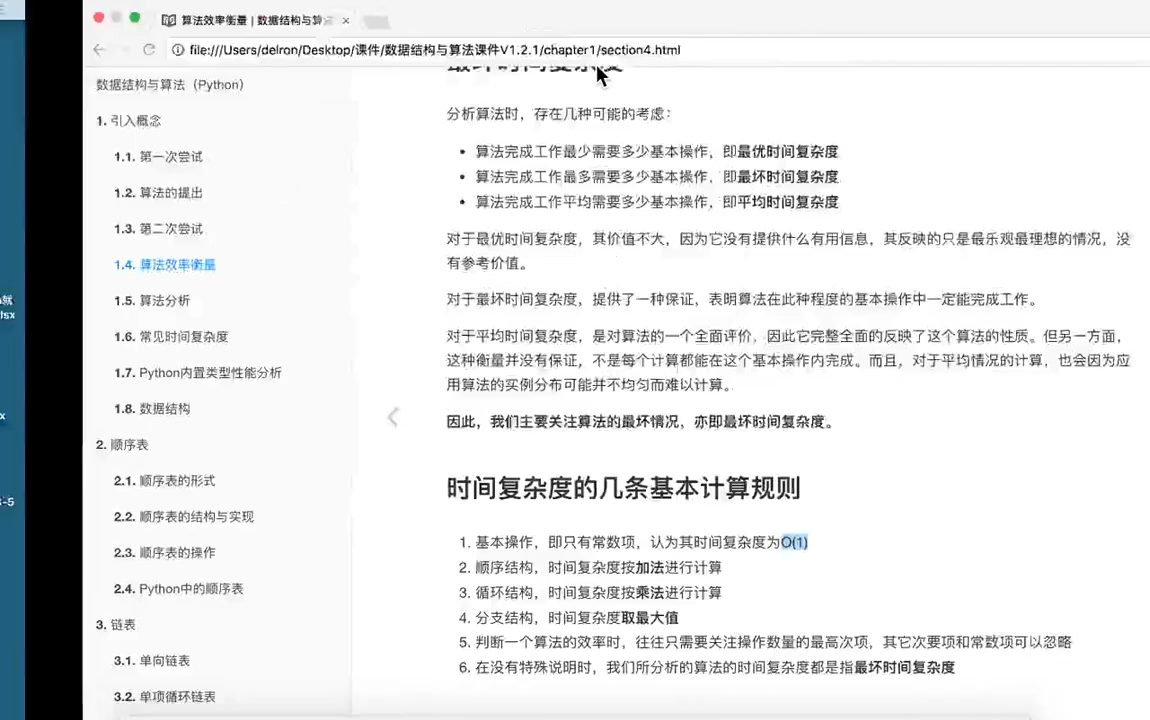 算法效率衡量 | 数据结构与算
file:///Users/delron/Desktop/课件/数据结构与算法课件V1.2.1/chapter1/section4.html
数据结构与算法（Python）
1. 引入概念
1.1. 第一次尝试
1.2. 算法的提出
1.3. 第二次尝试
1.4. 算法效率衡量
1.5. 算法分析
1.6. 常见时间复杂度
1.7. Python内置类型性能分析
1.8. 数据结构
2. 顺序表
2.1. 顺序表的形式
2.2. 顺序表的结构与实现
2.3. 顺序表的操作
2.4. Python中的顺序表
3. 链表
3.1. 单向链表
3.2. 单项循环链表
最坏时间复杂度
分析算法时，存在几种可能的考虑：
• 算法完成工作最少需要多少基本操作，即最优时间复杂度
• 算法完成工作最多需要多少基本操作，即最坏时间复杂度
• 算法完成工作平均需要多少基本操作，即平均时间复杂度
对于最优时间复杂度，其价值不大，因为它没有提供什么有用信息，其反映的只是最乐观最理想的情况，没
有参考价值。
对于最坏时间复杂度，提供了一种保证，表明算法在此种程度的基本操作中一定能完成工作。
对于平均时间复杂度，是对算法的一个全面评价，因此它完整全面的反映了这个算法的性质。但另一方面，
这种衡量并没有保证，不是每个计算都能在这个基本操作内完成。而且，对于平均情况的计算，也会因为应
用算法的实例分布可能并不均匀而难以计算。
因此，我们主要关注算法的最坏情况，亦即最坏时间复杂度。
时间复杂度的几条基本计算规则
1. 基本操作，即只有常数项，认为其时间复杂度为O(1)
2. 顺序结构，时间复杂度按加法进行计算
3. 循环结构，时间复杂度按乘法进行计算
4. 分支结构，时间复杂度取最大值
5. 判断一个算法的效率时，往往只需要关注操作数量的最高次项，其它次要项和常数项可以忽略
6. 在没有特殊说明时，我们所分析的算法的时间复杂度都是指最坏时间复杂度